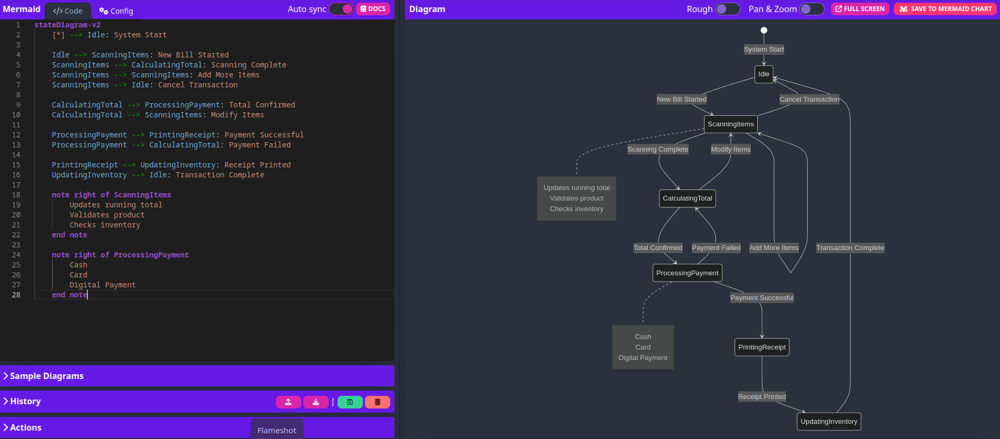 Mermaid
Code
Config
Auto sync
DOCS
1 stateDiagram-v2
2 [*] --> Idle: System Start
3
4 Idle --> ScanningItems: New Bill Started
5 ScanningItems --> CalculatingTotal: Scanning Complete
6 ScanningItems --> ScanningItems: Add More Items
7 ScanningItems --> Idle: Cancel Transaction
8
9 CalculatingTotal --> ProcessingPayment: Total Confirmed
10 CalculatingTotal --> ScanningItems: Modify Items
11
12 ProcessingPayment --> PrintingReceipt: Payment Successful
13 ProcessingPayment --> CalculatingTotal: Payment Failed
14
15 PrintingReceipt --> UpdatingInventory: Receipt Printed
16 UpdatingInventory --> Idle: Transaction Complete
17
18 note right of ScanningItems
19 Updates running total
20 Validates product
21 Checks inventory
22 end note
23
24 note right of ProcessingPayment
25 Cash
26 Card
27 Digital Payment
28 end note
Sample Diagrams
History
Actions
Flameshot
Diagram
Rough
Pan & Zoom
FULL SCREEN
SAVE TO MERMAID CHART
System Start
Idle
New Bill Started
Cancel Transaction
ScanningItems
Scanning Complete
Modify Items
Updates running total
Validates product
Checks inventory
CalculatingTotal
Total Confirmed
Payment Failed
Add More Items
Transaction Complete
ProcessingPayment
Payment Successful
Cash
Card
Digital Payment
PrintingReceipt
Receipt Printed
UpdatingInventory